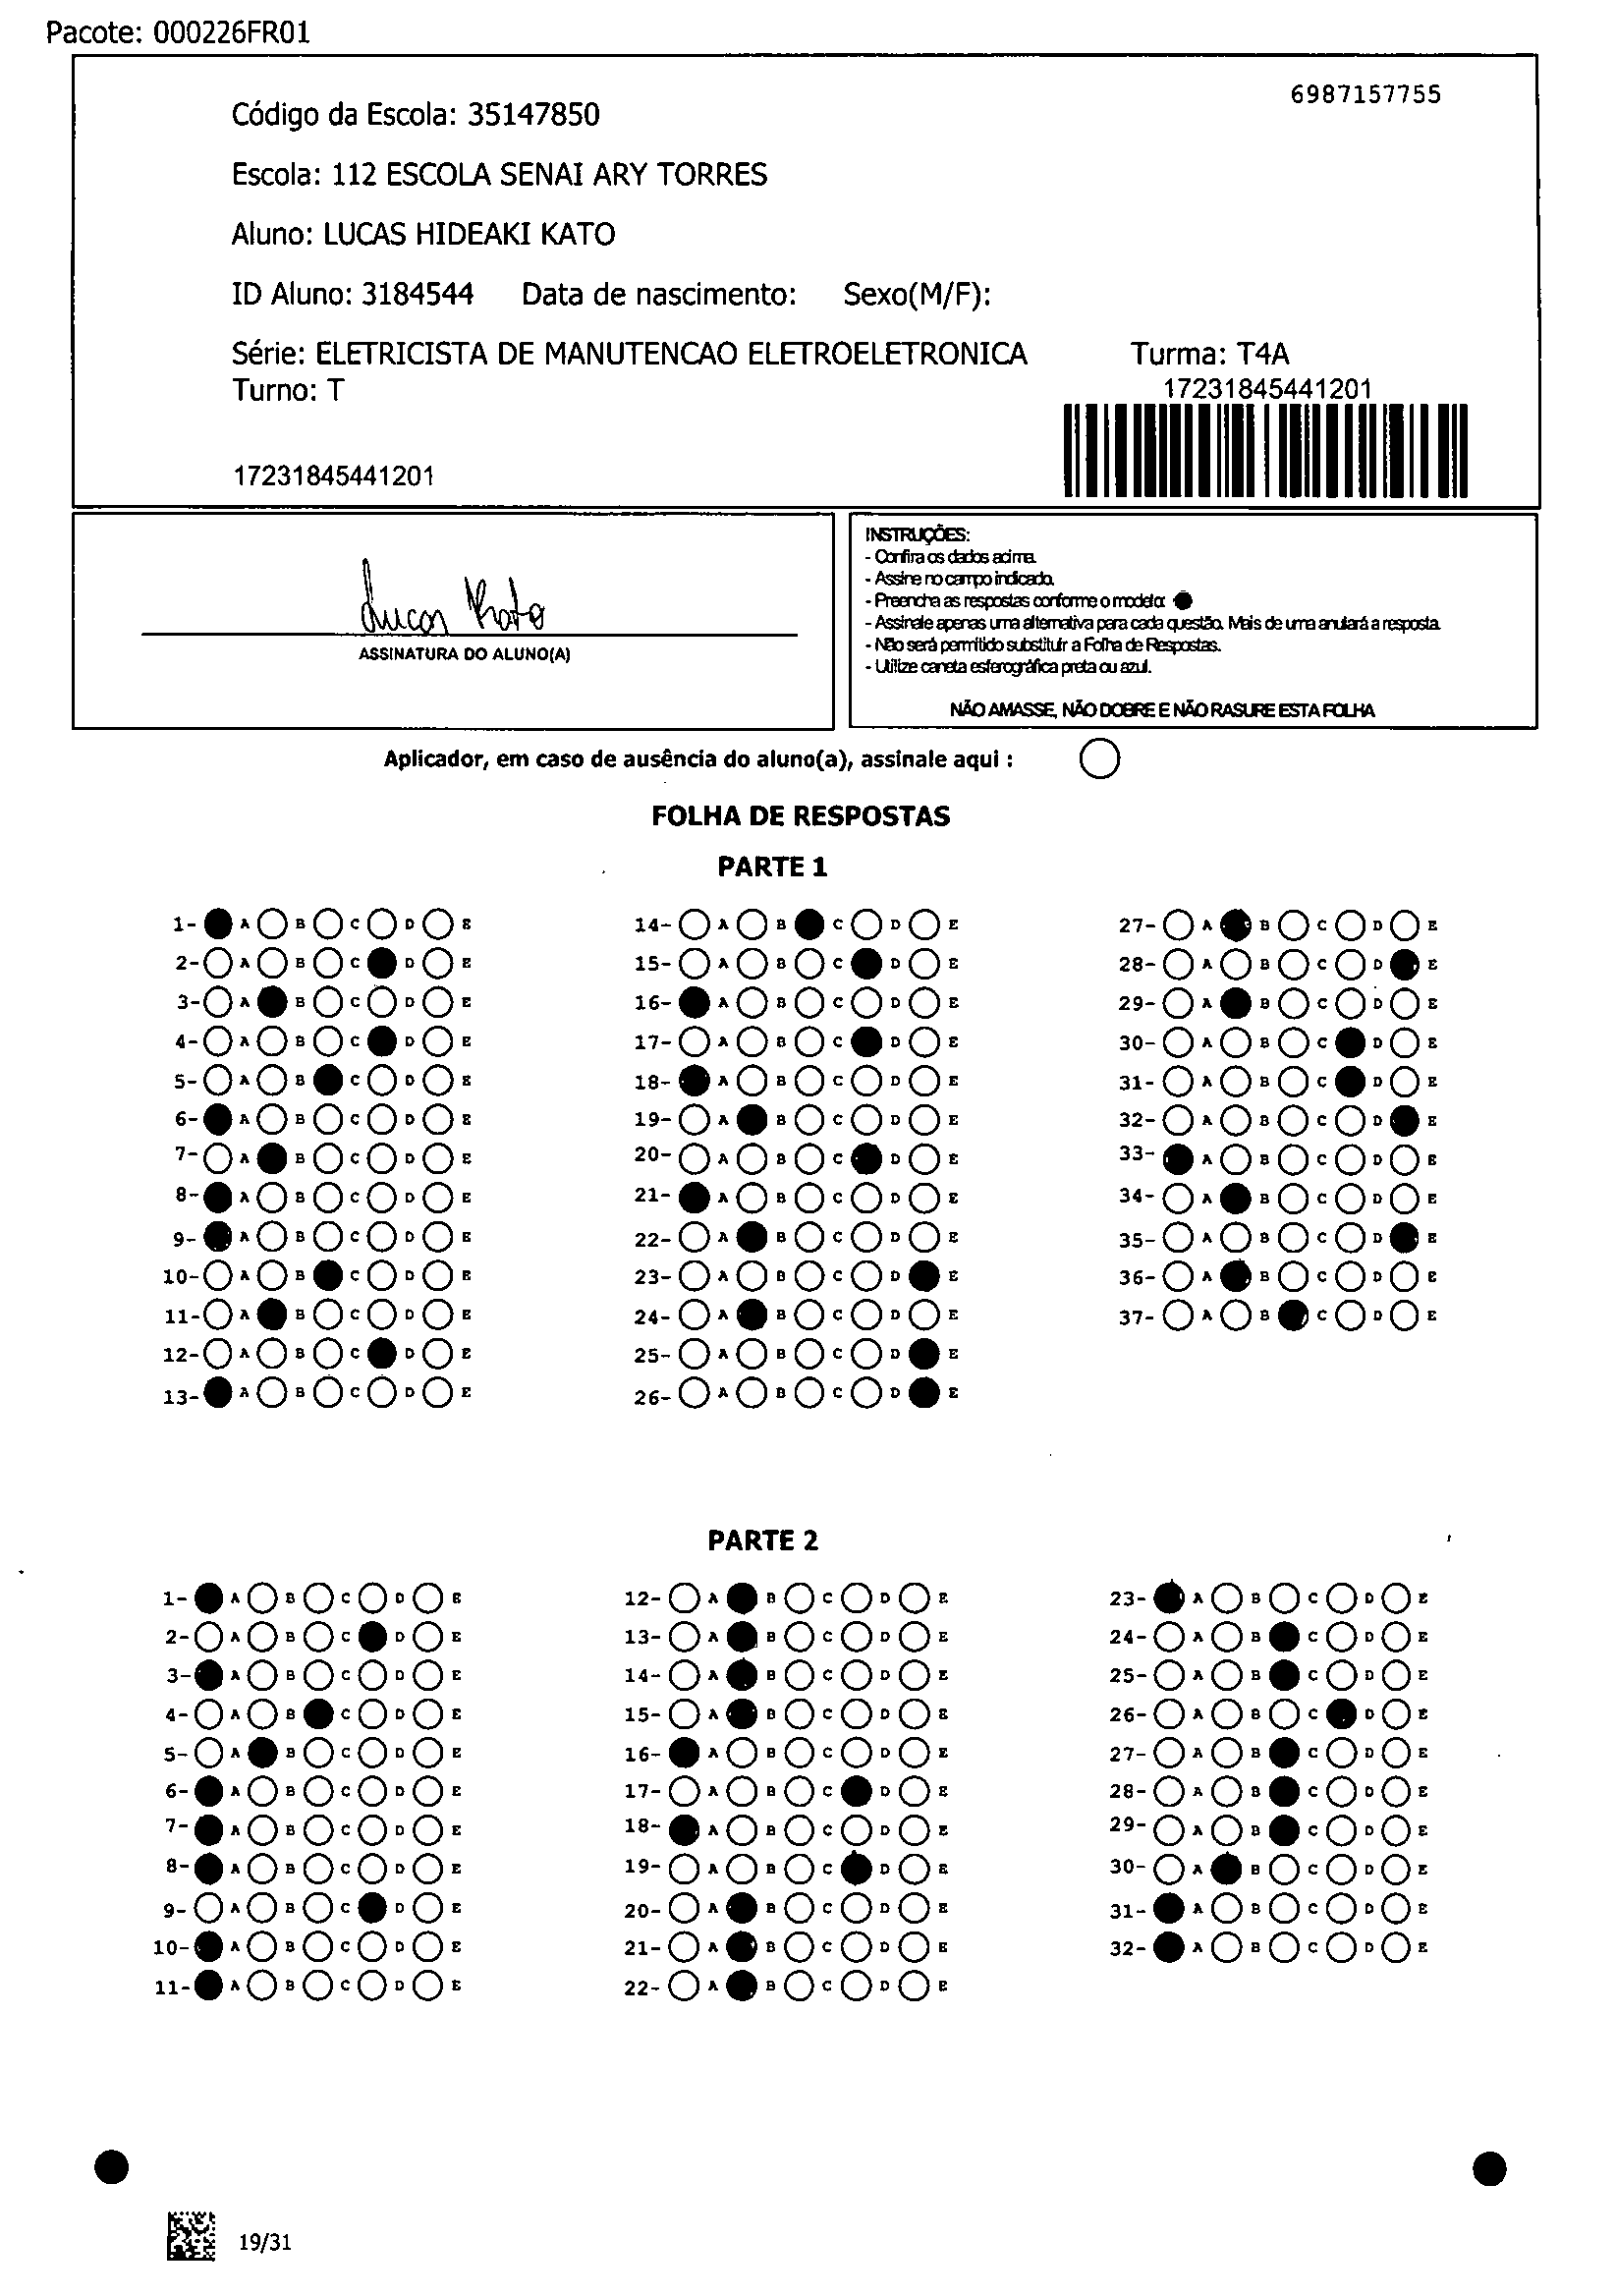 Pacote: 000226FR01
6987157755
Código da Escola: 35147850
Escola: 112 ESCOLA SENAI ARY TORRES
Aluno: LUCAS HIDEAKI KATO
ID Aluno: 3184544 Data de nascimento: Sexo(M/F):
Série: ELETRICISTA DE MANUTENCAO ELETROELETRONICA Turma: T4A
Turno: T 17231845441201
17231845441201
Lucas Kato
ASSINATURA DO ALUNO(A)
INSTRUÇÕES:
- Confira os dados acima.
- Assine no campo indicado.
- Preencha as respostas conforme o modelo:
- Assinale apenas uma alternativa para cada questão. Mais de uma anulará a resposta.
- Não será permitido substituir a Folha de Respostas.
- Utilize caneta esferográfica preta ou azul.
NÃO AMASSE, NÃO DOBRE E NÃO RASURE ESTA FOLHA
Aplicador, em caso de ausência do aluno(a), assinale aqui :
FOLHA DE RESPOSTAS
PARTE 1
1- A B C D E 14- A B C D E 27- A B C D E
2- A B C D E 15- A B C D E 28- A B C D E
3- A B C D E 16- A B C D E 29- A B C D E
4- A B C D E 17- A B C D E 30- A B C D E
5- A B C D E 18- A B C D E 31- A B C D E
6- A B C D E 19- A B C D E 32- A B C D E
7- A B C D E 20- A B C D E 33- A B C D E
8- A B C D E 21- A B C D E 34- A B C D E
9- A B C D E 22- A B C D E 35- A B C D E
10- A B C D E 23- A B C D E 36- A B C D E
11- A B C D E 24- A B C D E 37- A B C D E
12- A B C D E 25- A B C D E
13- A B C D E 26- A B C D E
PARTE 2
1- A B C D E 12- A B C D E 23- A B C D E
2- A B C D E 13- A B C D E 24- A B C D E
3- A B C D E 14- A B C D E 25- A B C D E
4- A B C D E 15- A B C D E 26- A B C D E
5- A B C D E 16- A B C D E 27- A B C D E
6- A B C D E 17- A B C D E 28- A B C D E
7- A B C D E 18- A B C D E 29- A B C D E
8- A B C D E 19- A B C D E 30- A B C D E
9- A B C D E 20- A B C D E 31- A B C D E
10- A B C D E 21- A B C D E 32- A B C D E
11- A B C D E 22- A B C D E
19/31